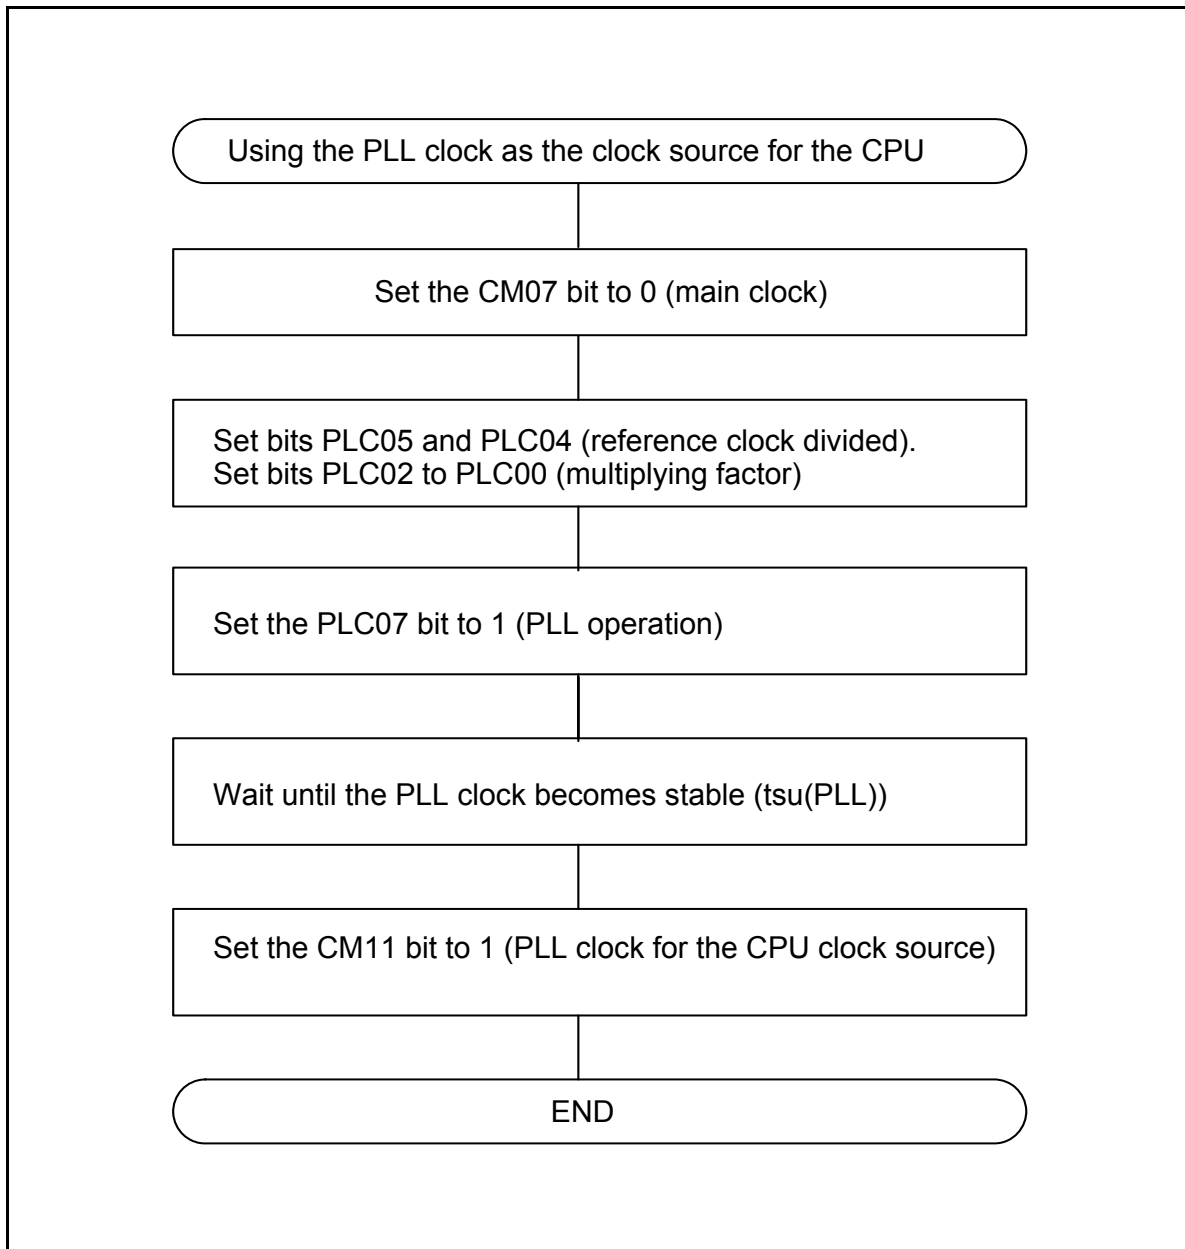 Using the PLL clock as the clock source for the CPU
Set the CM07 bit to 0 (main clock)
Set bits PLC05 and PLC04 (reference clock divided).
Set bits PLC02 to PLC00 (multiplying factor)
Set the PLC07 bit to 1 (PLL operation)
Wait until the PLL clock becomes stable (tsu(PLL))
Set the CM11 bit to 1 (PLL clock for the CPU clock source)
END